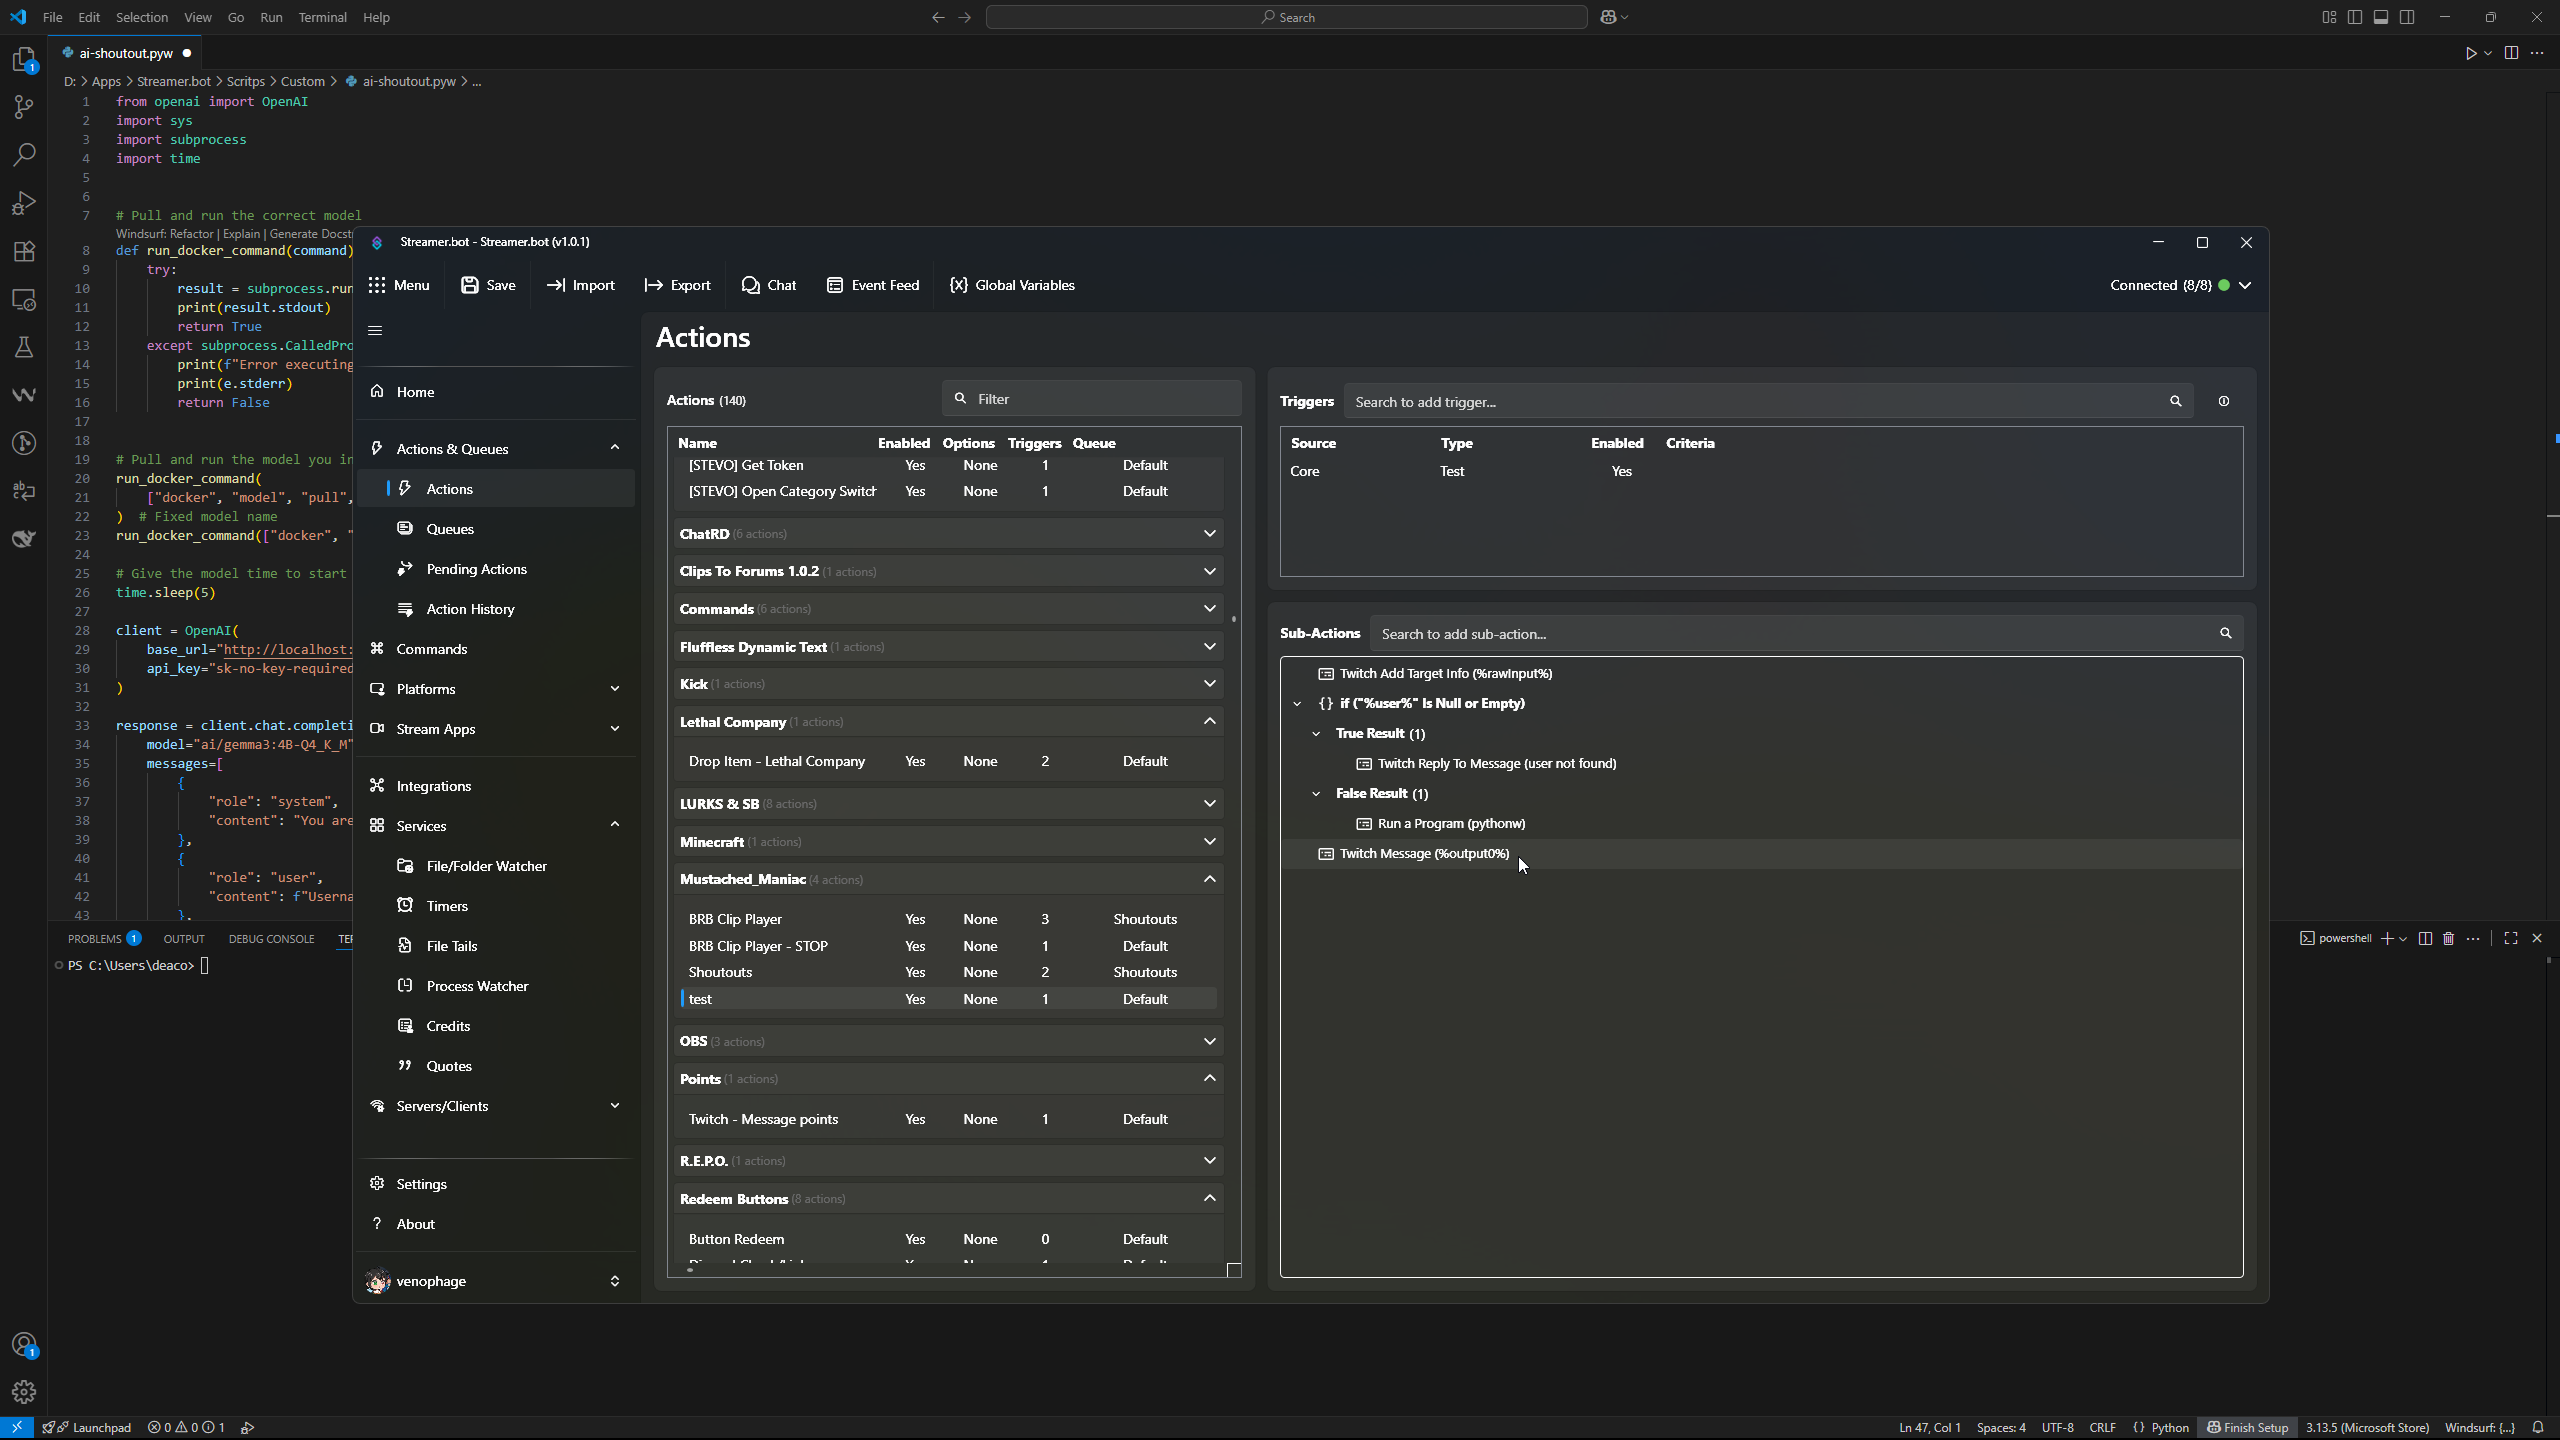 File Edit Selection View Go Run Terminal Help
Search
ai-shoutout.pyw
D: > Apps > Streamer.bot > Scritps > Custom > ai-shoutout.pyw > ...
1 from openai import OpenAI
2 import sys
3 import subprocess
4 import time
5
6
7 # Pull and run the correct model
Windsurf: Refactor | Explain | Generate Docst
8 def run_docker_command(command)
9 try:
10 result = subprocess.run
11 print(result.stdout)
12 return True
13 except subprocess.CalledPro
14 print(f"Error executing
15 print(e.stderr)
16 return False
17
18
19 # Pull and run the model you in
20 run_docker_command(
21 ["docker", "model", "pull",
22 ) # Fixed model name
23 run_docker_command(["docker", "
24
25 # Give the model time to start
26 time.sleep(5)
27
28 client = OpenAI(
29 base_url="http://localhost:
30 api_key="sk-no-key-required
31 )
32
33 response = client.chat.completi
34 model="ai/gemma3:4B-Q4_K_M"
35 messages=[
36 {
37 "role": "system",
38 "content": "You are
39 },
40 {
41 "role": "user",
42 "content": f"Userna
43 },
PROBLEMS 1 OUTPUT DEBUG CONSOLE TER
powershell
PS C:\Users\deaco>
Streamer.bot - Streamer.bot (v1.0.1)
Menu Save Import Export Chat Event Feed {x} Global Variables
Connected (8/8)
Home
Actions & Queues
Actions
Queues
Pending Actions
Action History
Commands
Platforms
Stream Apps
Integrations
Services
File/Folder Watcher
Timers
File Tails
Process Watcher
Credits
Quotes
Servers/Clients
Settings
? About
venophage
Actions
Actions (140) Filter
Name Enabled Options Triggers Queue
[STEVO] Get Token Yes None 1 Default
[STEVO] Open Category Switch Yes None 1 Default
ChatRD (6 actions)
Clips To Forums 1.0.2 (1 actions)
Commands (6 actions)
Fluffless Dynamic Text (1 actions)
Kick (1 actions)
Lethal Company (1 actions)
Drop Item - Lethal Company Yes None 2 Default
LURKS & SB (8 actions)
Minecraft (1 actions)
Mustached_Maniac (4 actions)
BRB Clip Player Yes None 3 Shoutouts
BRB Clip Player - STOP Yes None 1 Default
Shoutouts Yes None 2 Shoutouts
test Yes None 1 Default
OBS (3 actions)
Points (1 actions)
Twitch - Message points Yes None 1 Default
R.E.P.O. (1 actions)
Redeem Buttons (8 actions)
Button Redeem Yes None 0 Default
Triggers Search to add trigger...
Source Type Enabled Criteria
Core Test Yes
Sub-Actions Search to add sub-action...
Twitch Add Target Info (%rawInput%)
{} if ("%user%" Is Null or Empty)
True Result (1)
Twitch Reply To Message (user not found)
False Result (1)
Run a Program (pythonw)
Twitch Message (%output0%)
1
1
Launchpad 0 0 1
Ln 47, Col 1 Spaces: 4 UTF-8 CRLF {} Python Finish Setup 3.13.5 (Microsoft Store) Windsurf: {...}